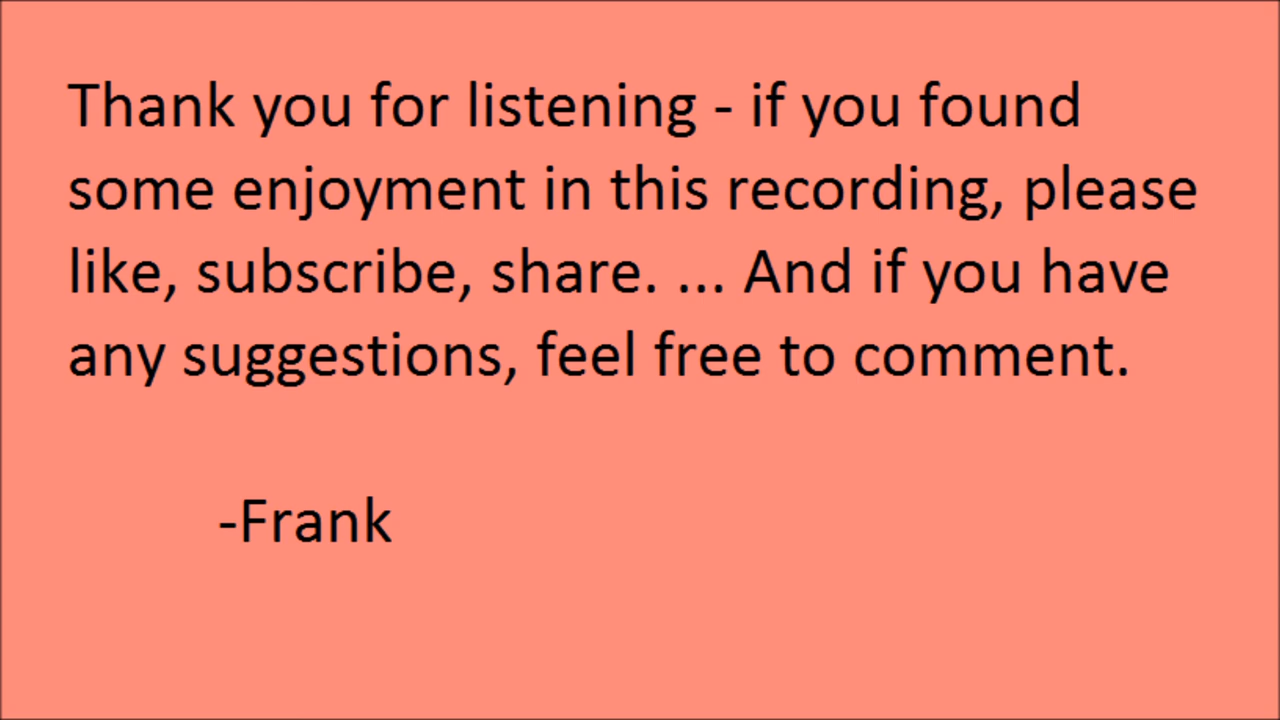 Thank you for listening - if you found
some enjoyment in this recording, please
like, subscribe, share. ... And if you have
any suggestions, feel free to comment.
-Frank